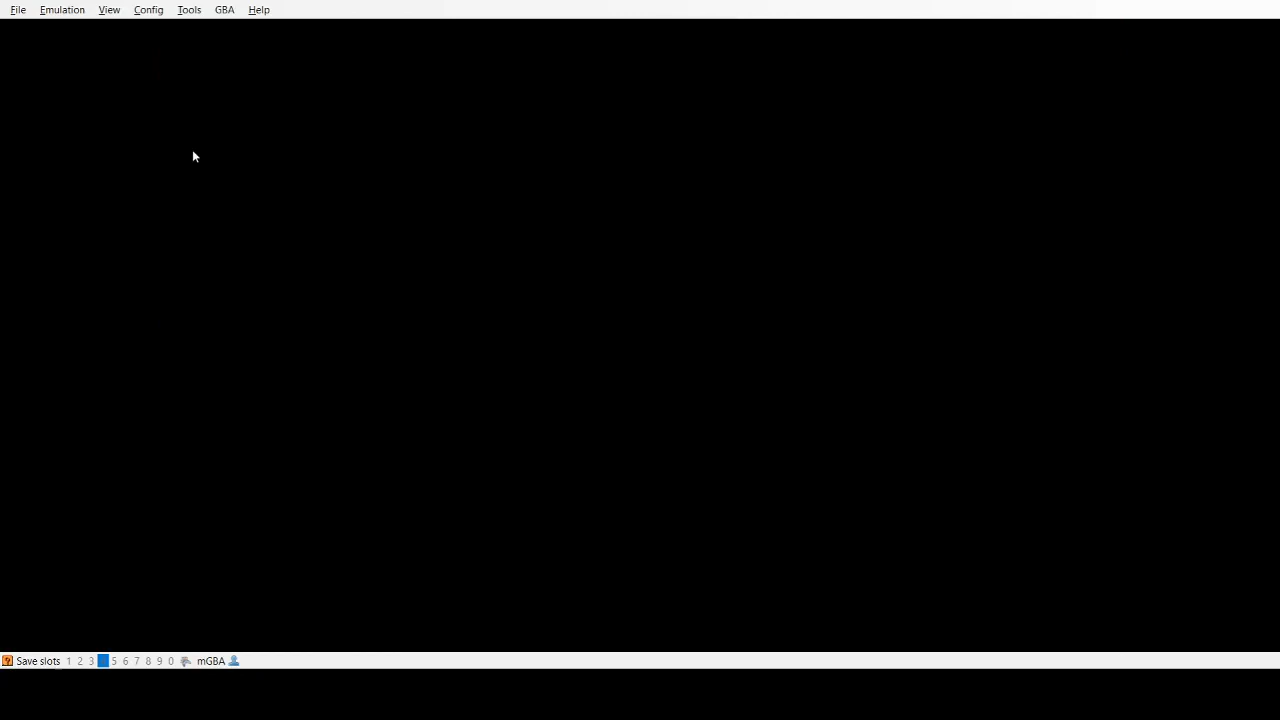 File Emulation View Config Tools GBA Help
Save slots 1 2 3 5 6 7 8 9 0 mGBA